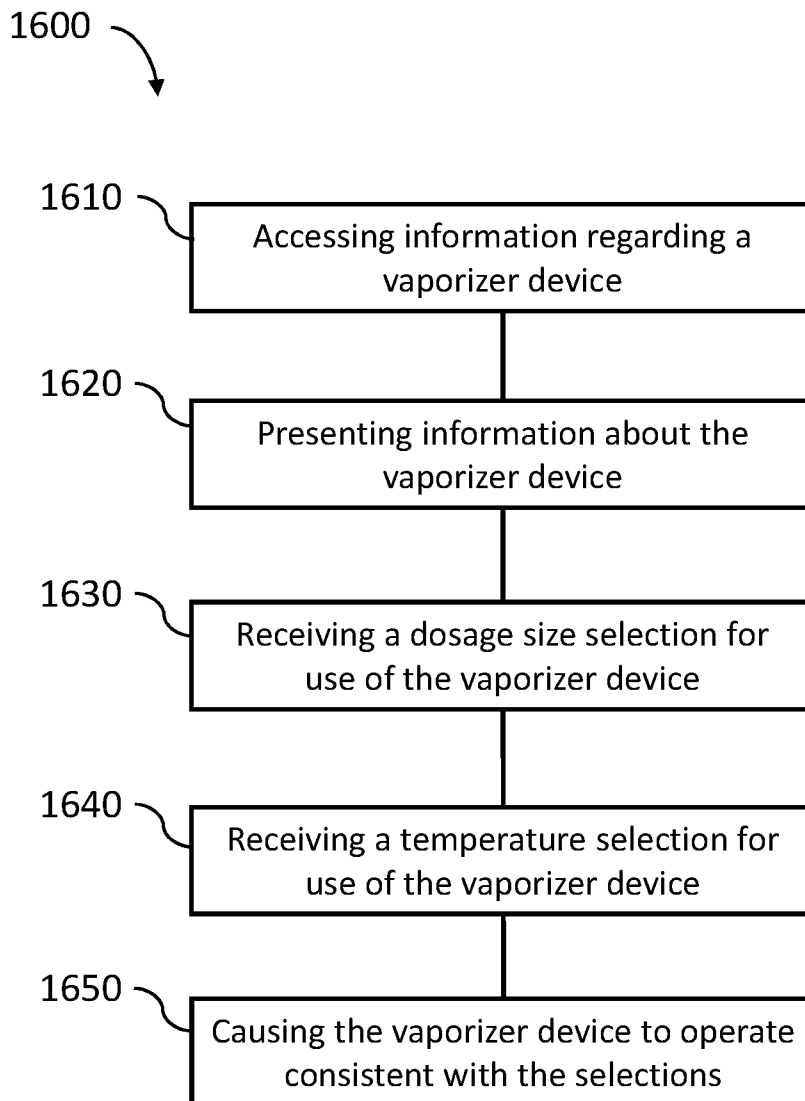 1600
1610
Accessing information regarding a
vaporizer device
1620
Presenting information about the
vaporizer device
1630
Receiving a dosage size selection for
use of the vaporizer device
1640
Receiving a temperature selection for
use of the vaporizer device
1650
Causing the vaporizer device to operate
consistent with the selections